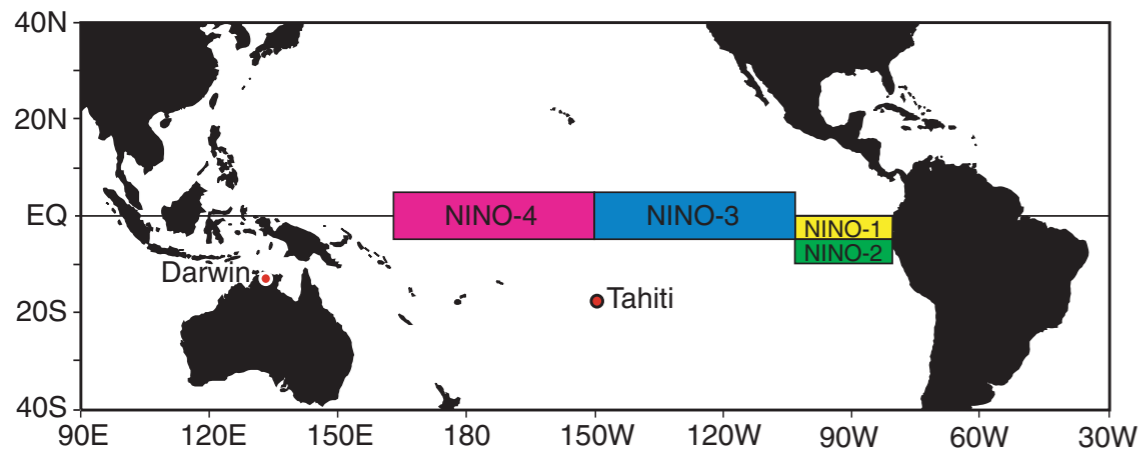 40N
20N
EQ
NINO-4
NINO-3
NINO-1
NINO-2
Darwin
Tahiti
20S
40S
90E
120E
150E
180
150W
120W
90W
60W
30W